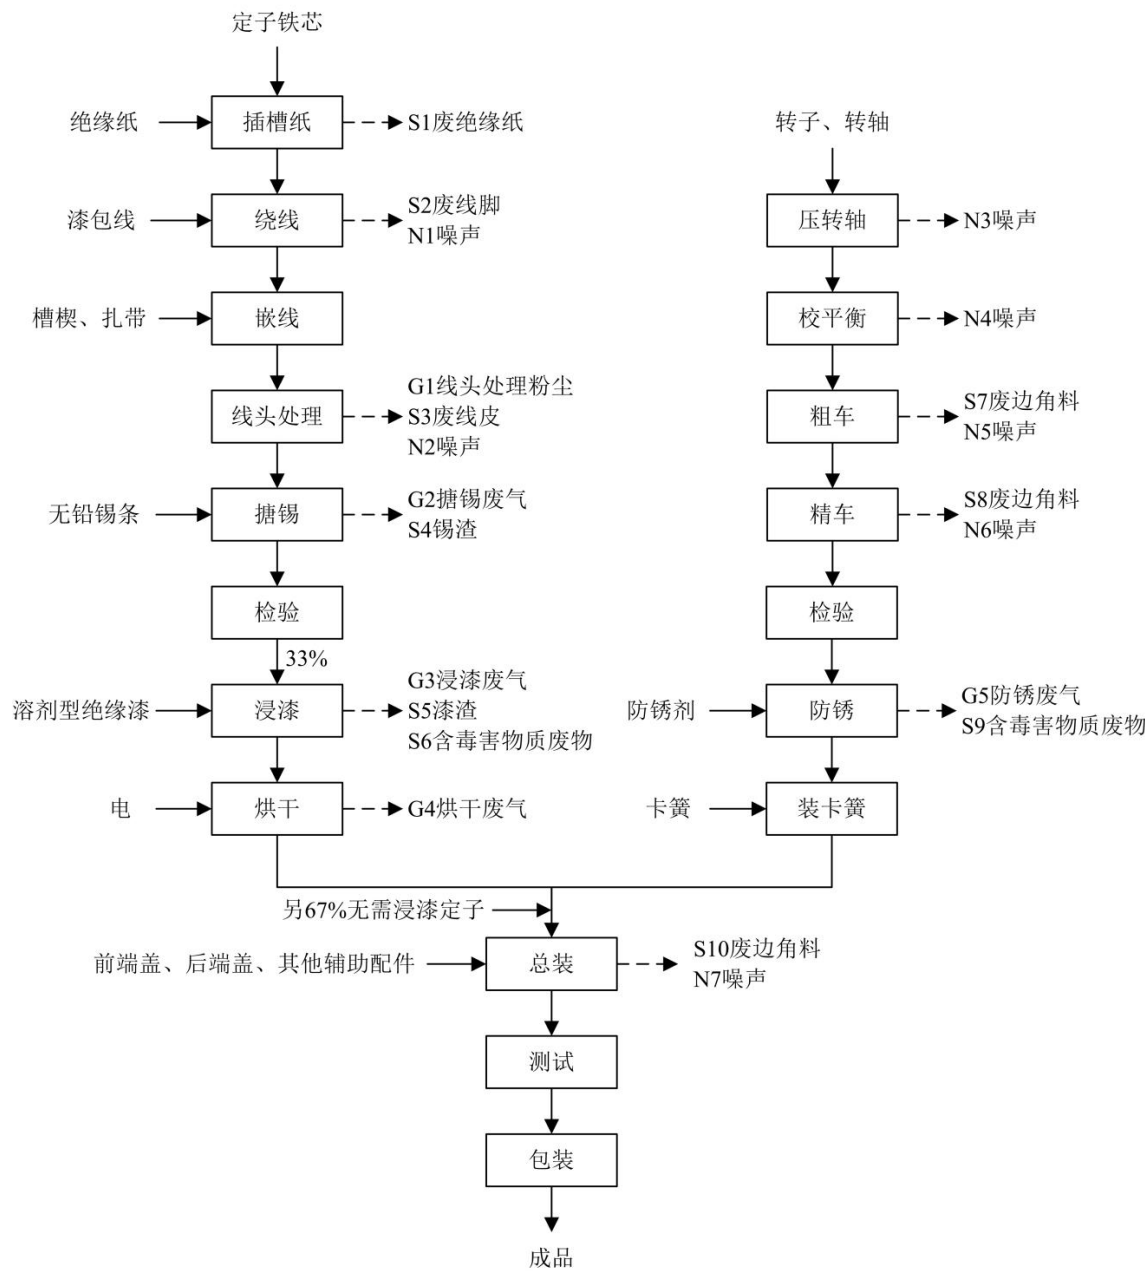 定子铁芯
绝缘纸
插槽纸
S1废绝缘纸
漆包线
绕线
S2废线脚
N1噪声
槽楔、扎带
嵌线
线头处理
G1线头处理粉尘
S3废线皮
N2噪声
无铅锡条
搪锡
G2搪锡废气
S4锡渣
检验
33%
溶剂型绝缘漆
浸漆
G3浸漆废气
S5漆渣
S6含毒害物质废物
电
烘干
G4烘干废气
转子、转轴
压转轴
N3噪声
校平衡
N4噪声
粗车
S7废边角料
N5噪声
精车
S8废边角料
N6噪声
检验
防锈剂
防锈
G5防锈废气
S9含毒害物质废物
卡簧
装卡簧
另67%无需浸漆定子
前端盖、后端盖、其他辅助配件
总装
S10废边角料
N7噪声
测试
包装
成品